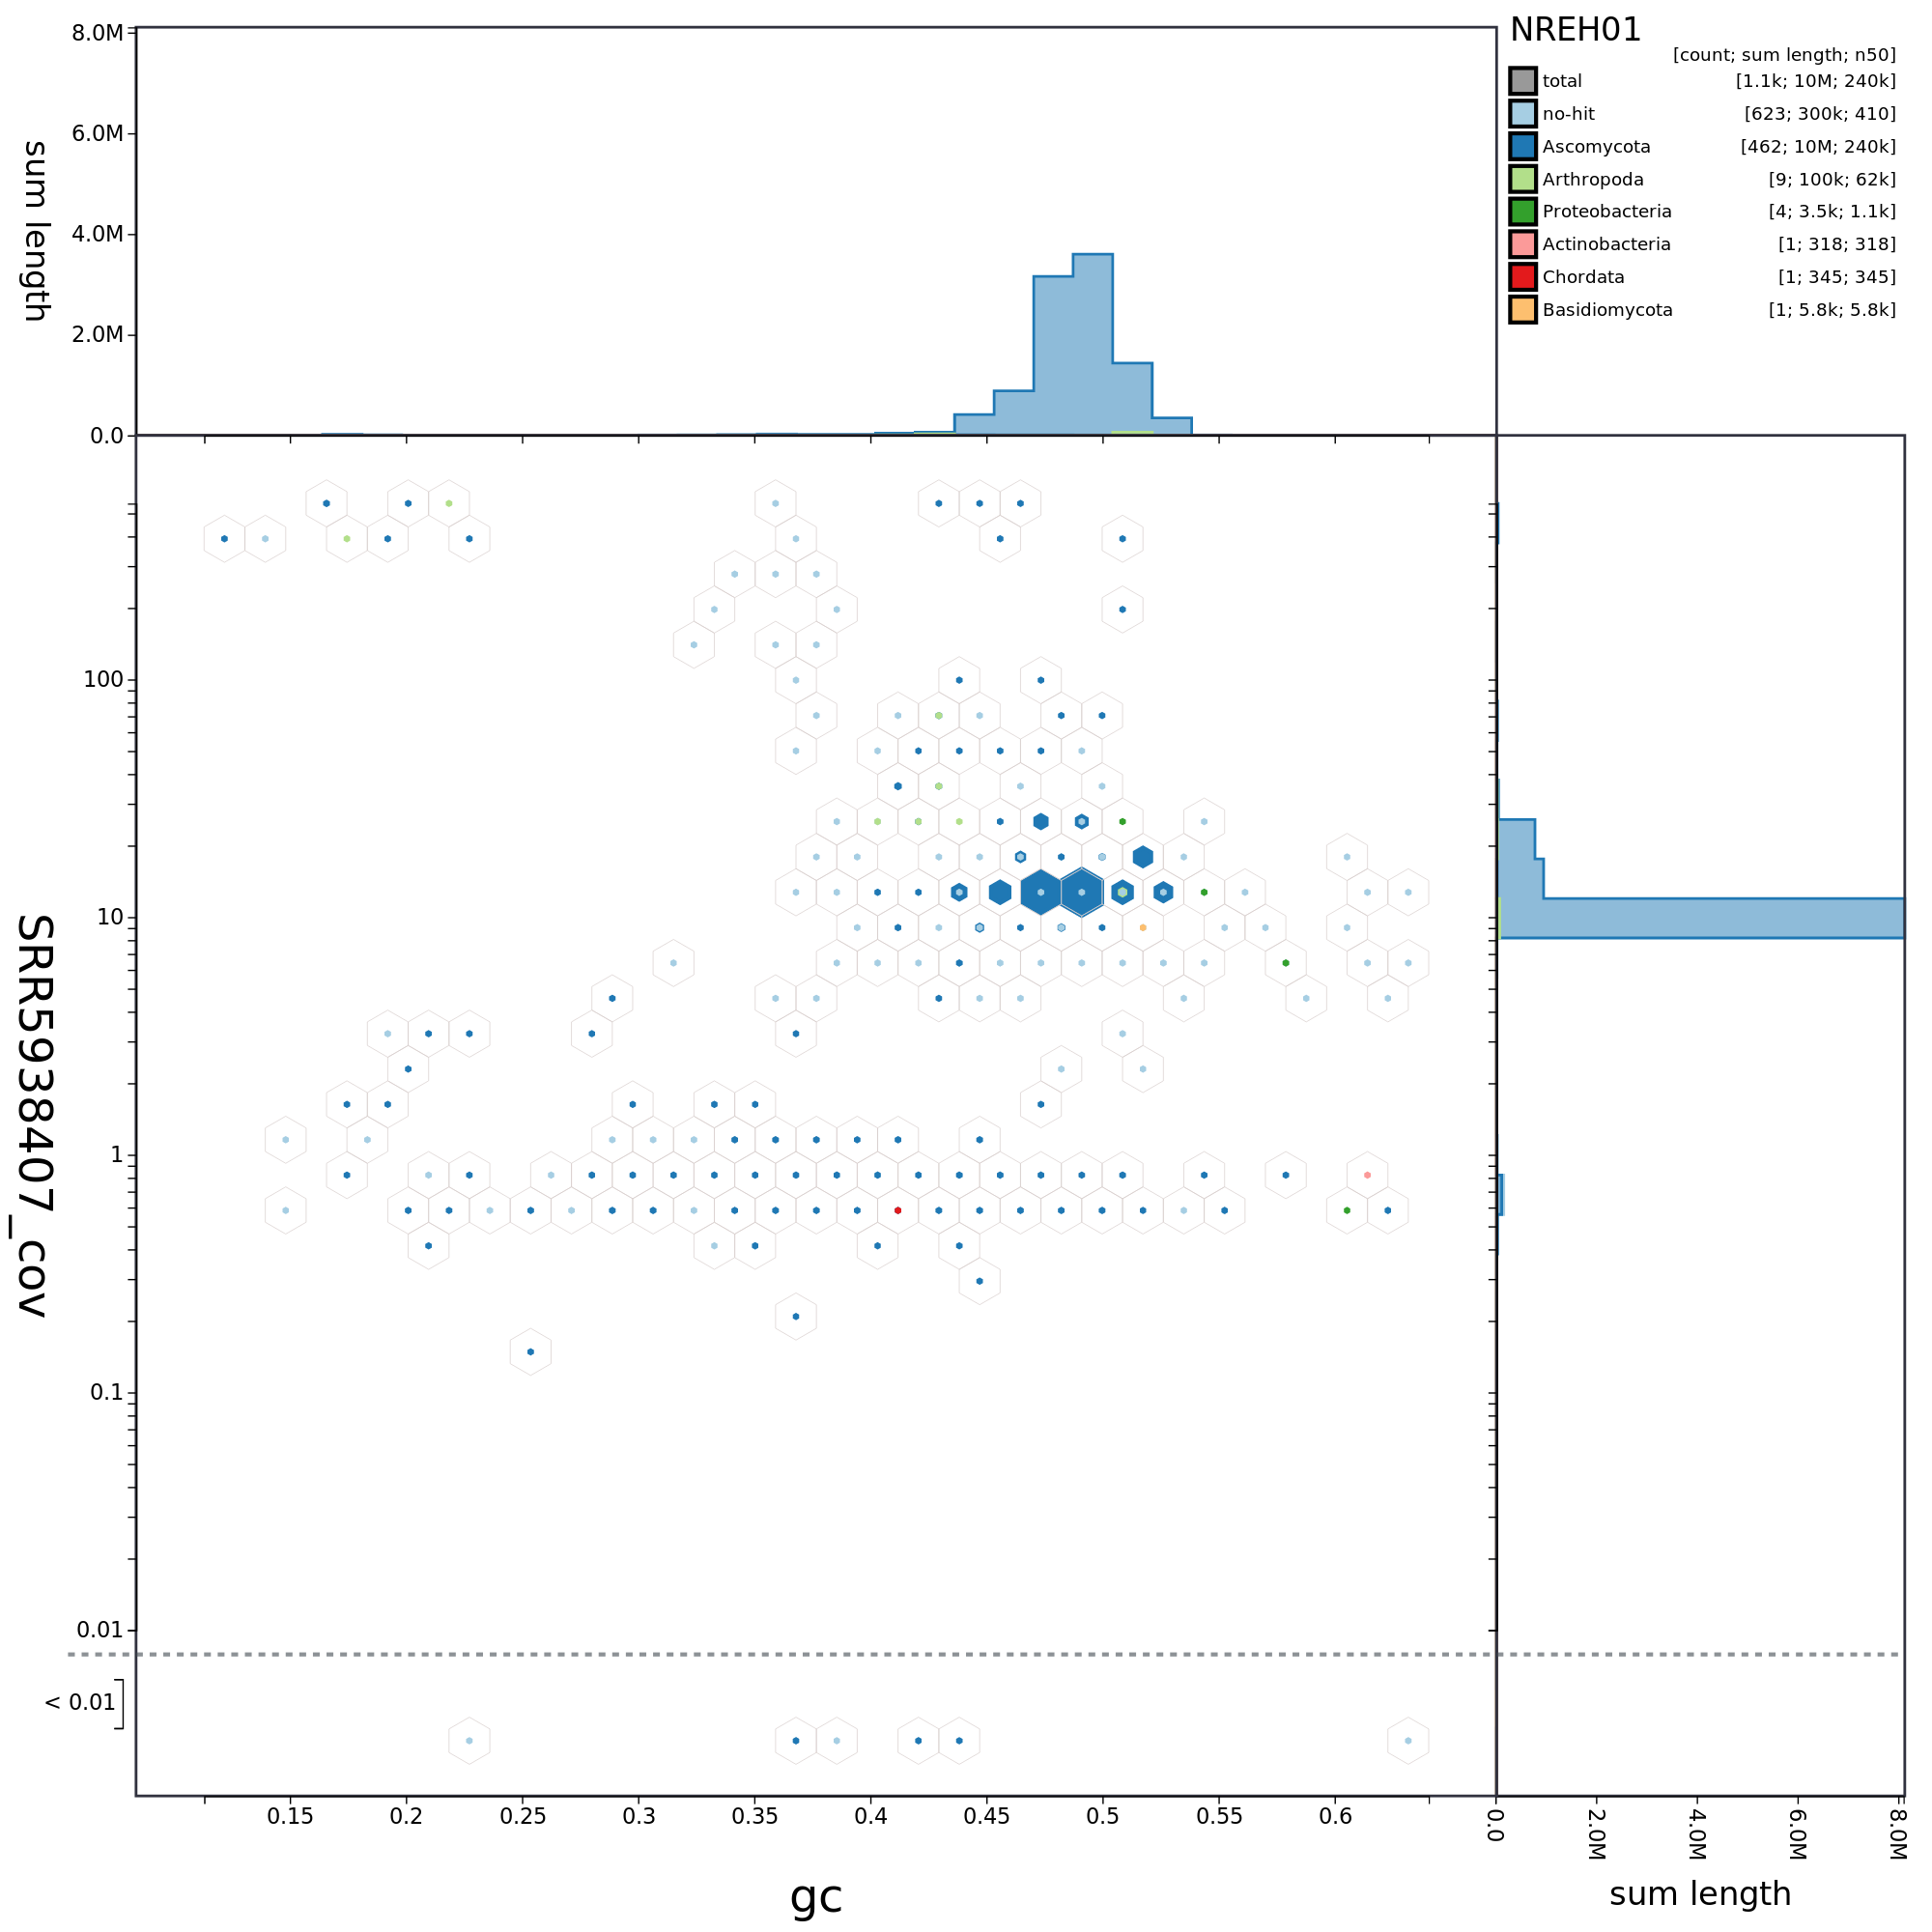 NREH01
[count; sum length; n50]
total [1.1k; 10M; 240k]
no-hit [623; 300k; 410]
Ascomycota [462; 10M; 240k]
Arthropoda [9; 100k; 62k]
Proteobacteria [4; 3.5k; 1.1k]
Actinobacteria [1; 318; 318]
Chordata [1; 345; 345]
Basidiomycota [1; 5.8k; 5.8k]
sum length
8.0M
6.0M
4.0M
2.0M
0.0
SRR5938407_cov
100
10
1
0.1
0.01
< 0.01
0.15 0.2 0.25 0.3 0.35 0.4 0.45 0.5 0.55 0.6
gc
0.0 2.0M 4.0M 6.0M 8.0M
sum length